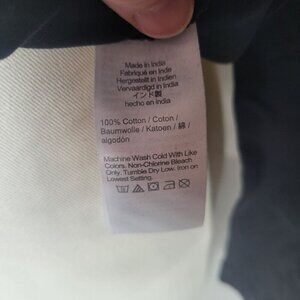 Made in India
Fabriqué en Inde
Hergestellt in Indien
Vervaardigd in India
インド製
hecho en india
100% Cotton / Coton /
Baumwolle / Katoen / 綿 /
algodón
Machine Wash Cold With Like
Colors. Non-Chlorine Bleach
Only. Tumble Dry Low. Iron on
Lowest Setting.